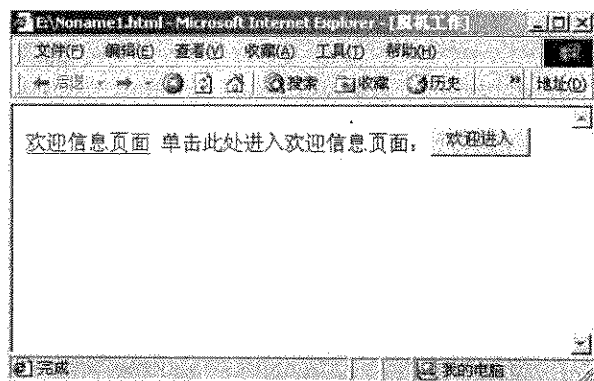 E:\Noname1.html - Microsoft Internet Explorer - [脱机工作]
文件(F) 编辑(E) 查看(V) 收藏(A) 工具(T) 帮助(H)
后退 搜索 收藏 历史 » 地址(D)
欢迎信息页面 单击此处进入欢迎信息页面: 欢迎进入
完成 我的电脑